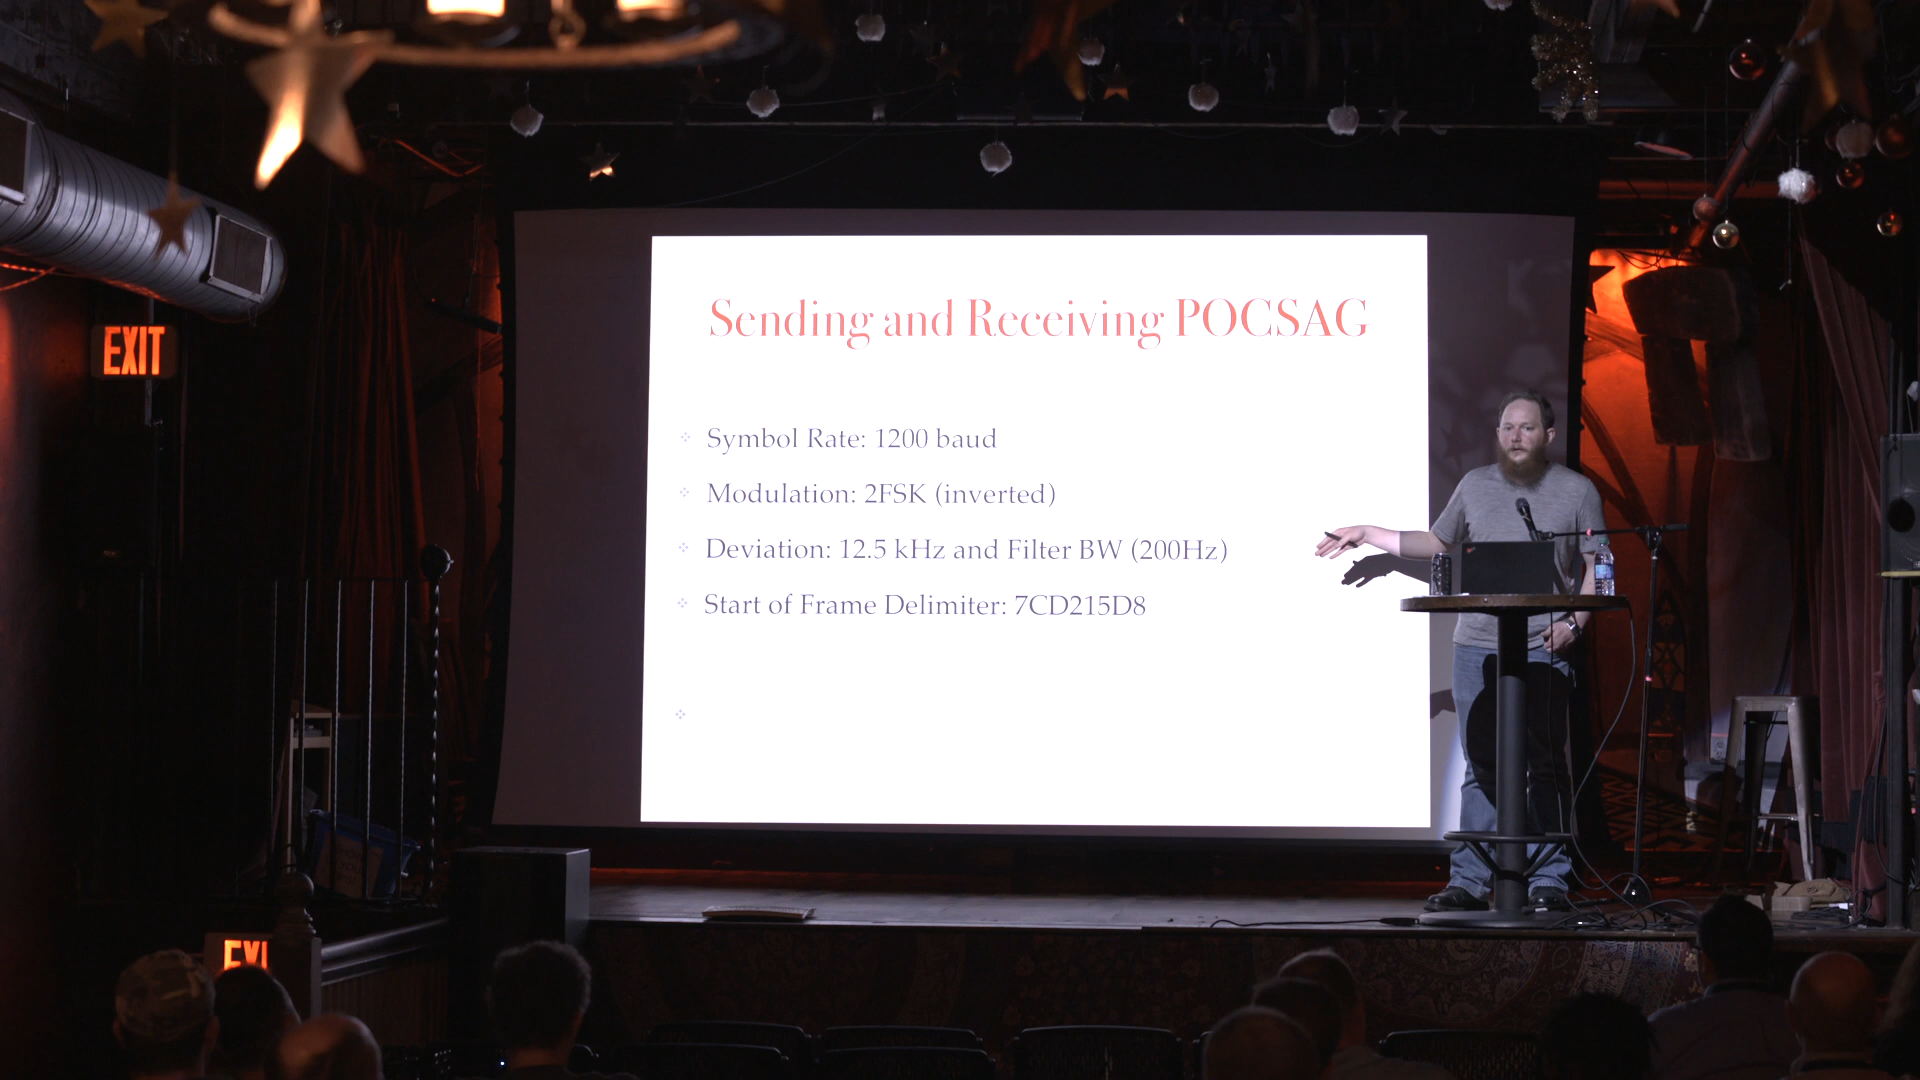 EXIT
Sending and Receiving POCSAG
Symbol Rate: 1200 baud
Modulation: 2FSK (inverted)
Deviation: 12.5 kHz and Filter BW (200Hz)
Start of Frame Delimiter: 7CD215D8
EXI